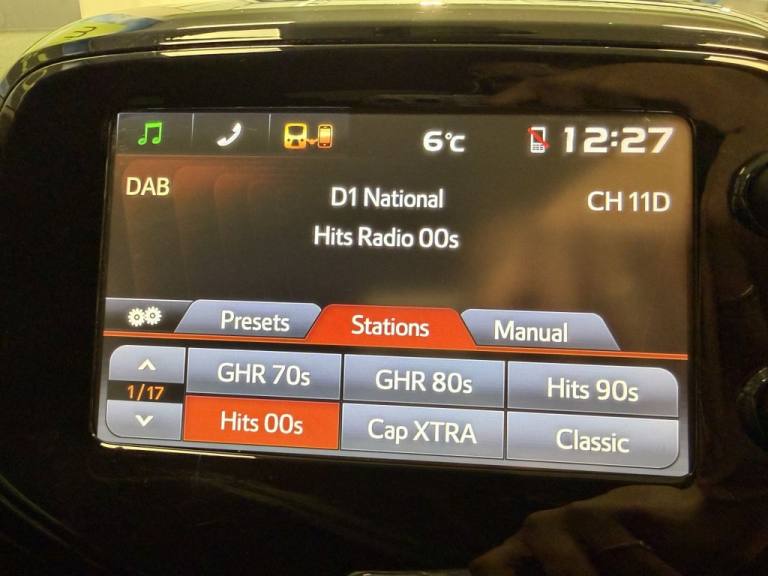 6°C 12:27
DAB D1 National CH 11D
Hits Radio 00s
Presets Stations Manual
1/17
GHR 70s GHR 80s Hits 90s
Hits 00s Cap XTRA Classic